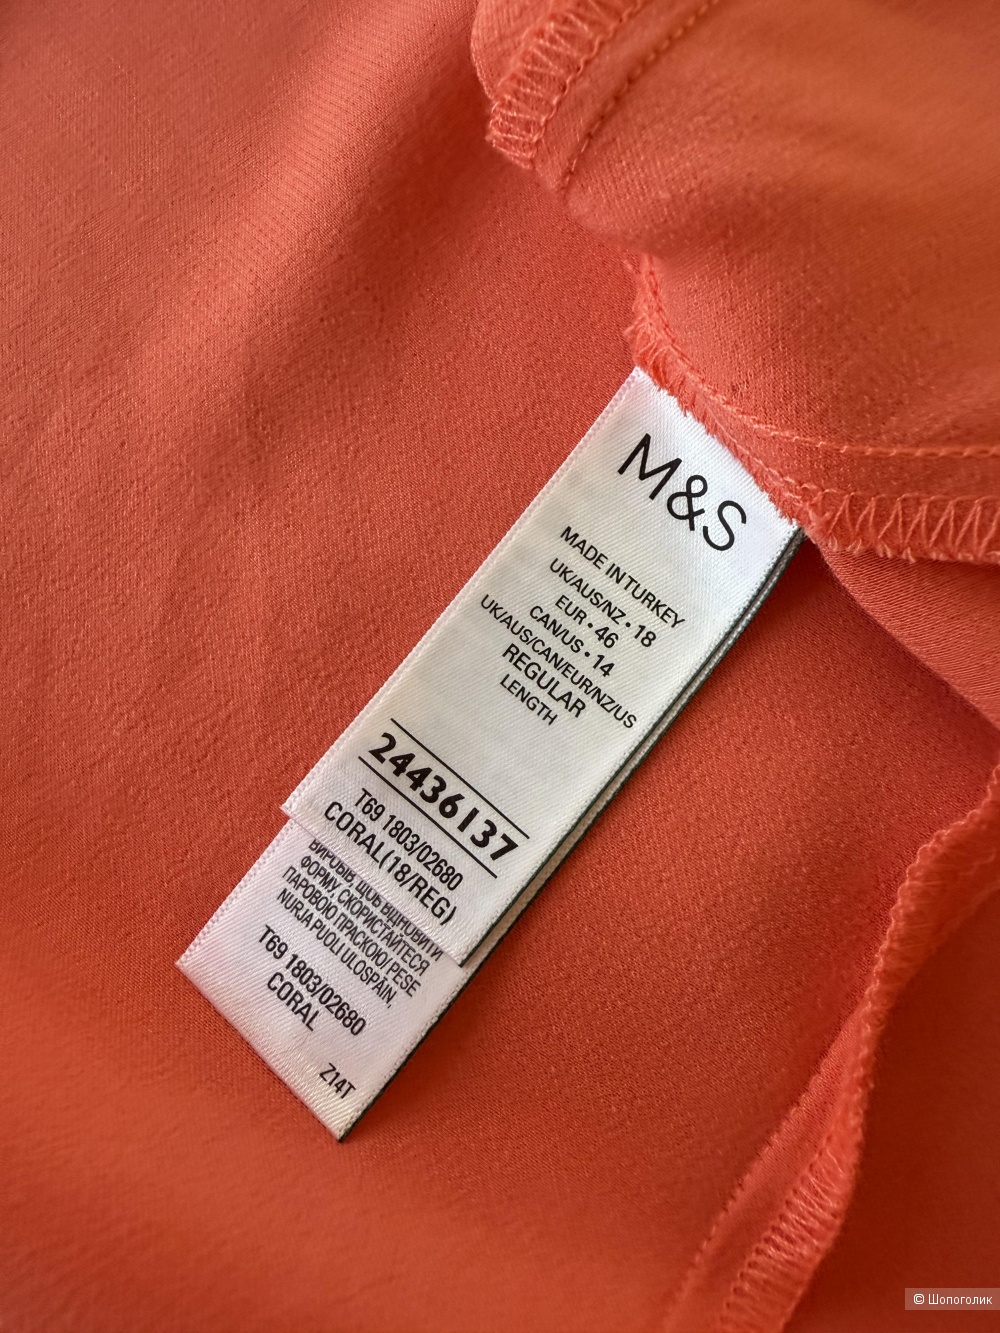 M&S
MADE IN TURKEY
UK/AUS/NZ • 18
EUR • 46
CAN/US • 14
UK/AUS/CAN/EUR/NZ/US
REGULAR
LENGTH
24436137
T69 1803/02680
CORAL(18/REG)
ВИРОБІВ, ЩОБ ВІДНОВИТИ
ФОРМУ, СКОРИСТАЙТЕСЯ
ПАРОВОЮ ПРАСКОЮ/ PESE
NURJA PUOLI ULOSPÄIN,
T69 1803/02680
CORAL
Z14T
© Шопоголик